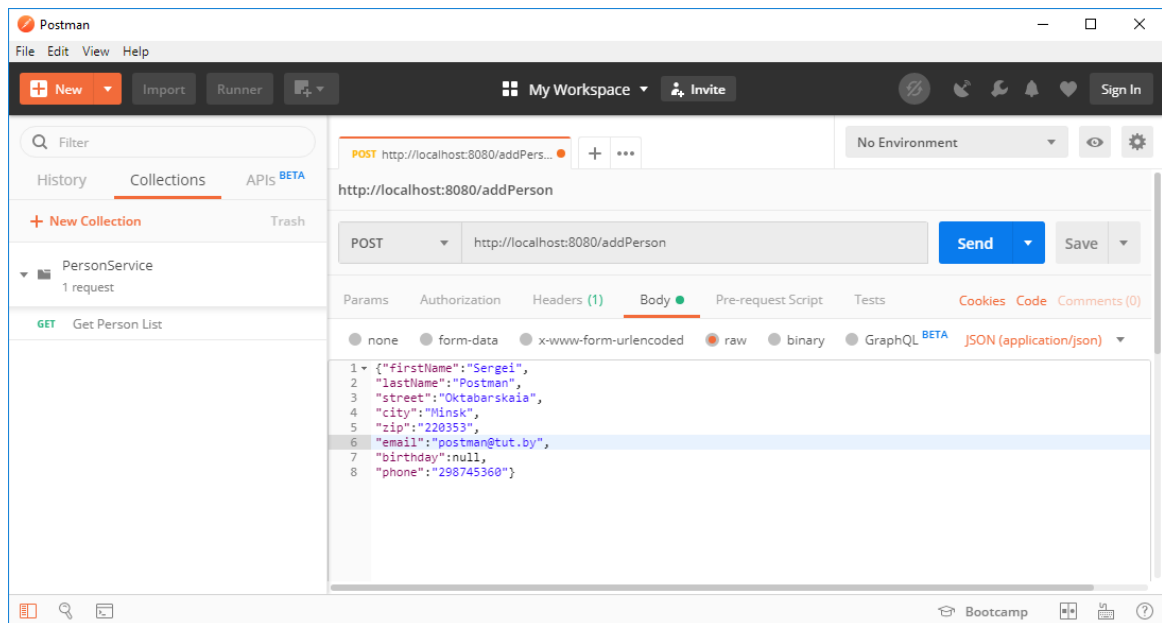 Postman
File Edit View Help
New Import Runner My Workspace Invite Sign In
Filter
History Collections APIs BETA
+ New Collection Trash
PersonService
1 request
GET Get Person List
POST http://localhost:8080/addPers... + ••• No Environment
http://localhost:8080/addPerson
POST http://localhost:8080/addPerson Send Save
Params Authorization Headers (1) Body Pre-request Script Tests Cookies Code Comments (0)
none form-data x-www-form-urlencoded raw binary GraphQL BETA JSON (application/json)
1 {"firstName":"Sergei",
2 "lastName":"Postman",
3 "street":"Oktabarskaia",
4 "city":"Minsk",
5 "zip":"220353",
6 "email":"postman@tut.by",
7 "birthday":null,
8 "phone":"298745360"}
Bootcamp